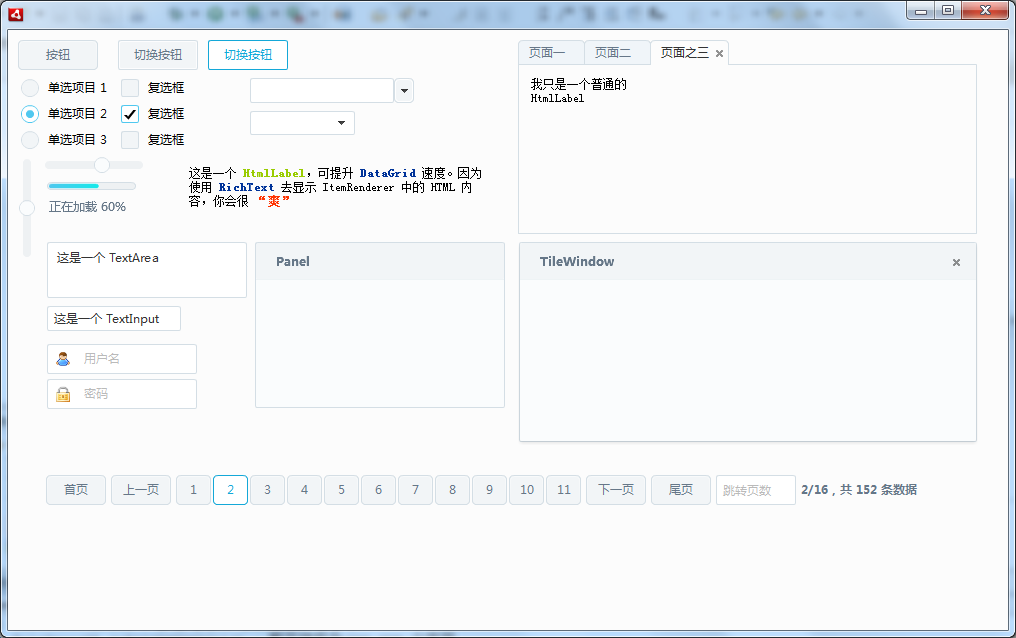 按钮
切换按钮
切换按钮
页面一
页面二
页面之三
单选项目 1
复选框
单选项目 2
复选框
单选项目 3
复选框
我只是一个普通的
HtmlLabel
正在加载 60%
这是一个 HtmlLabel，可提升 DataGrid 速度。因为
使用 RichText 去显示 ItemRenderer 中的 HTML 内
容，你会很 “爽”
这是一个 TextArea
Panel
TileWindow
这是一个 TextInput
用户名
密码
首页 上一页 1 2 3 4 5 6 7 8 9 10 11 下一页 尾页 跳转页数 2/16，共 152 条数据